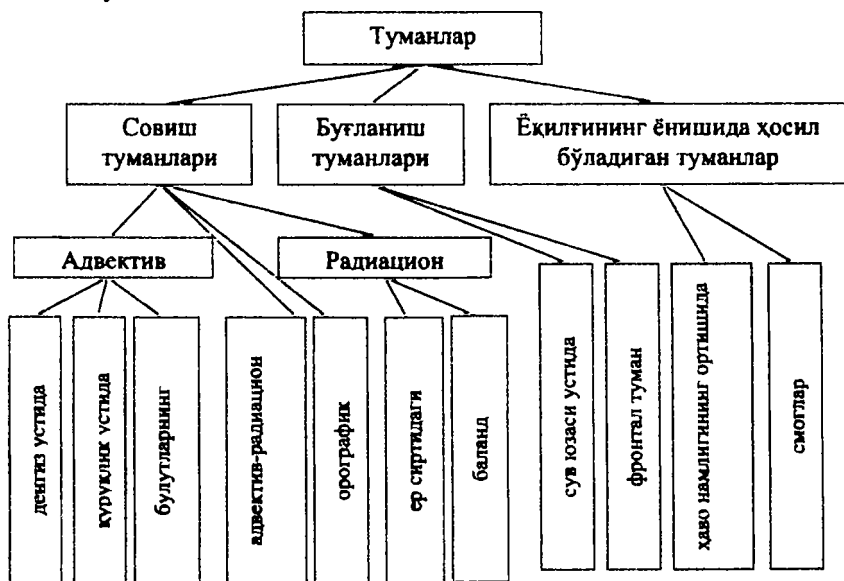 Туманлар
Совиш
туманлари
Буғланиш
туманлари
Ёқилғининг ёнишида ҳосил
бўладиган туманлар
Адвектив
Радиацион
денгиз устида
қуруқлик устида
булутларнинг
адвектив-радиацион
орографик
ер сиртидаги
баланд
сув юзаси устида
фронтал туман
ҳаво намлигининг ортишида
смоглар